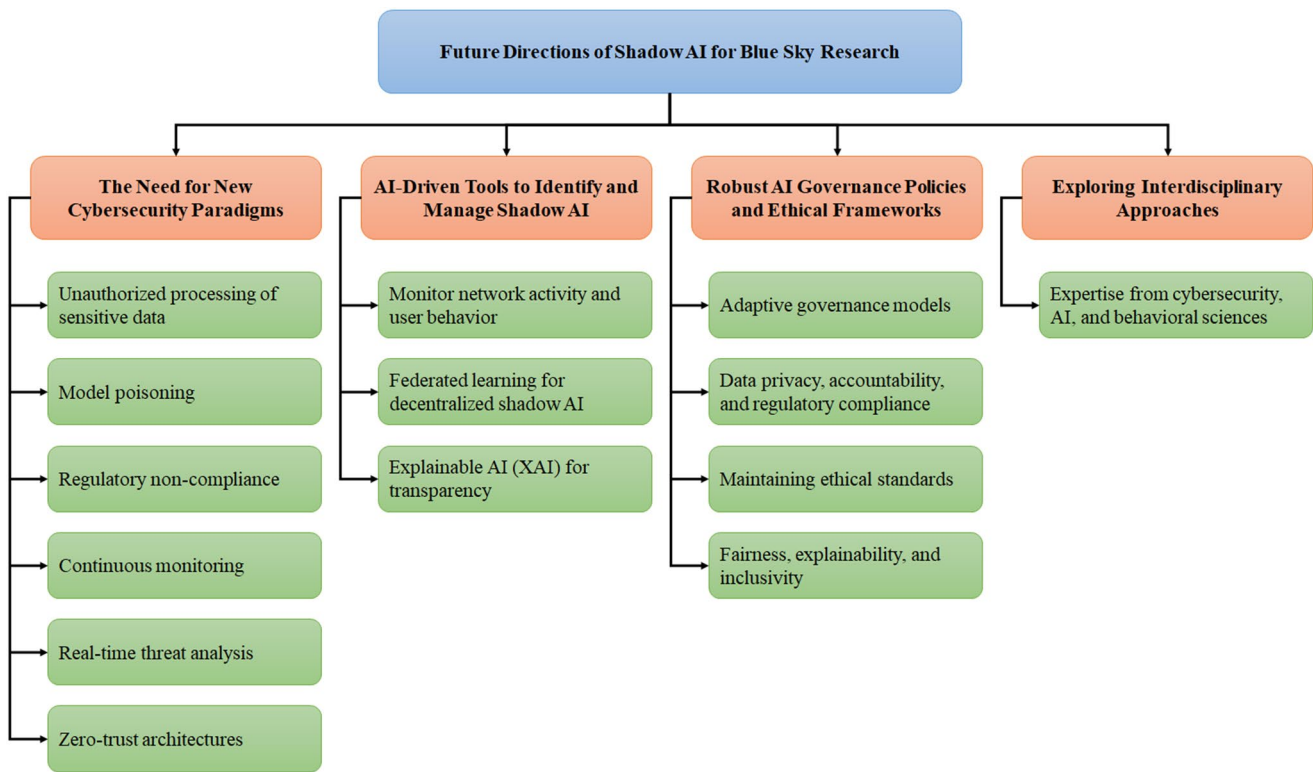 Future Directions of Shadow AI for Blue Sky Research
The Need for New
Cybersecurity Paradigms
Unauthorized processing of
sensitive data
Model poisoning
Regulatory non-compliance
Continuous monitoring
Real-time threat analysis
Zero-trust architectures
AI-Driven Tools to Identify and
Manage Shadow AI
Monitor network activity and
user behavior
Federated learning for
decentralized shadow AI
Explainable AI (XAI) for
transparency
Robust AI Governance Policies
and Ethical Frameworks
Adaptive governance models
Data privacy, accountability,
and regulatory compliance
Maintaining ethical standards
Fairness, explainability, and
inclusivity
Exploring Interdisciplinary
Approaches
Expertise from cybersecurity,
AI, and behavioral sciences